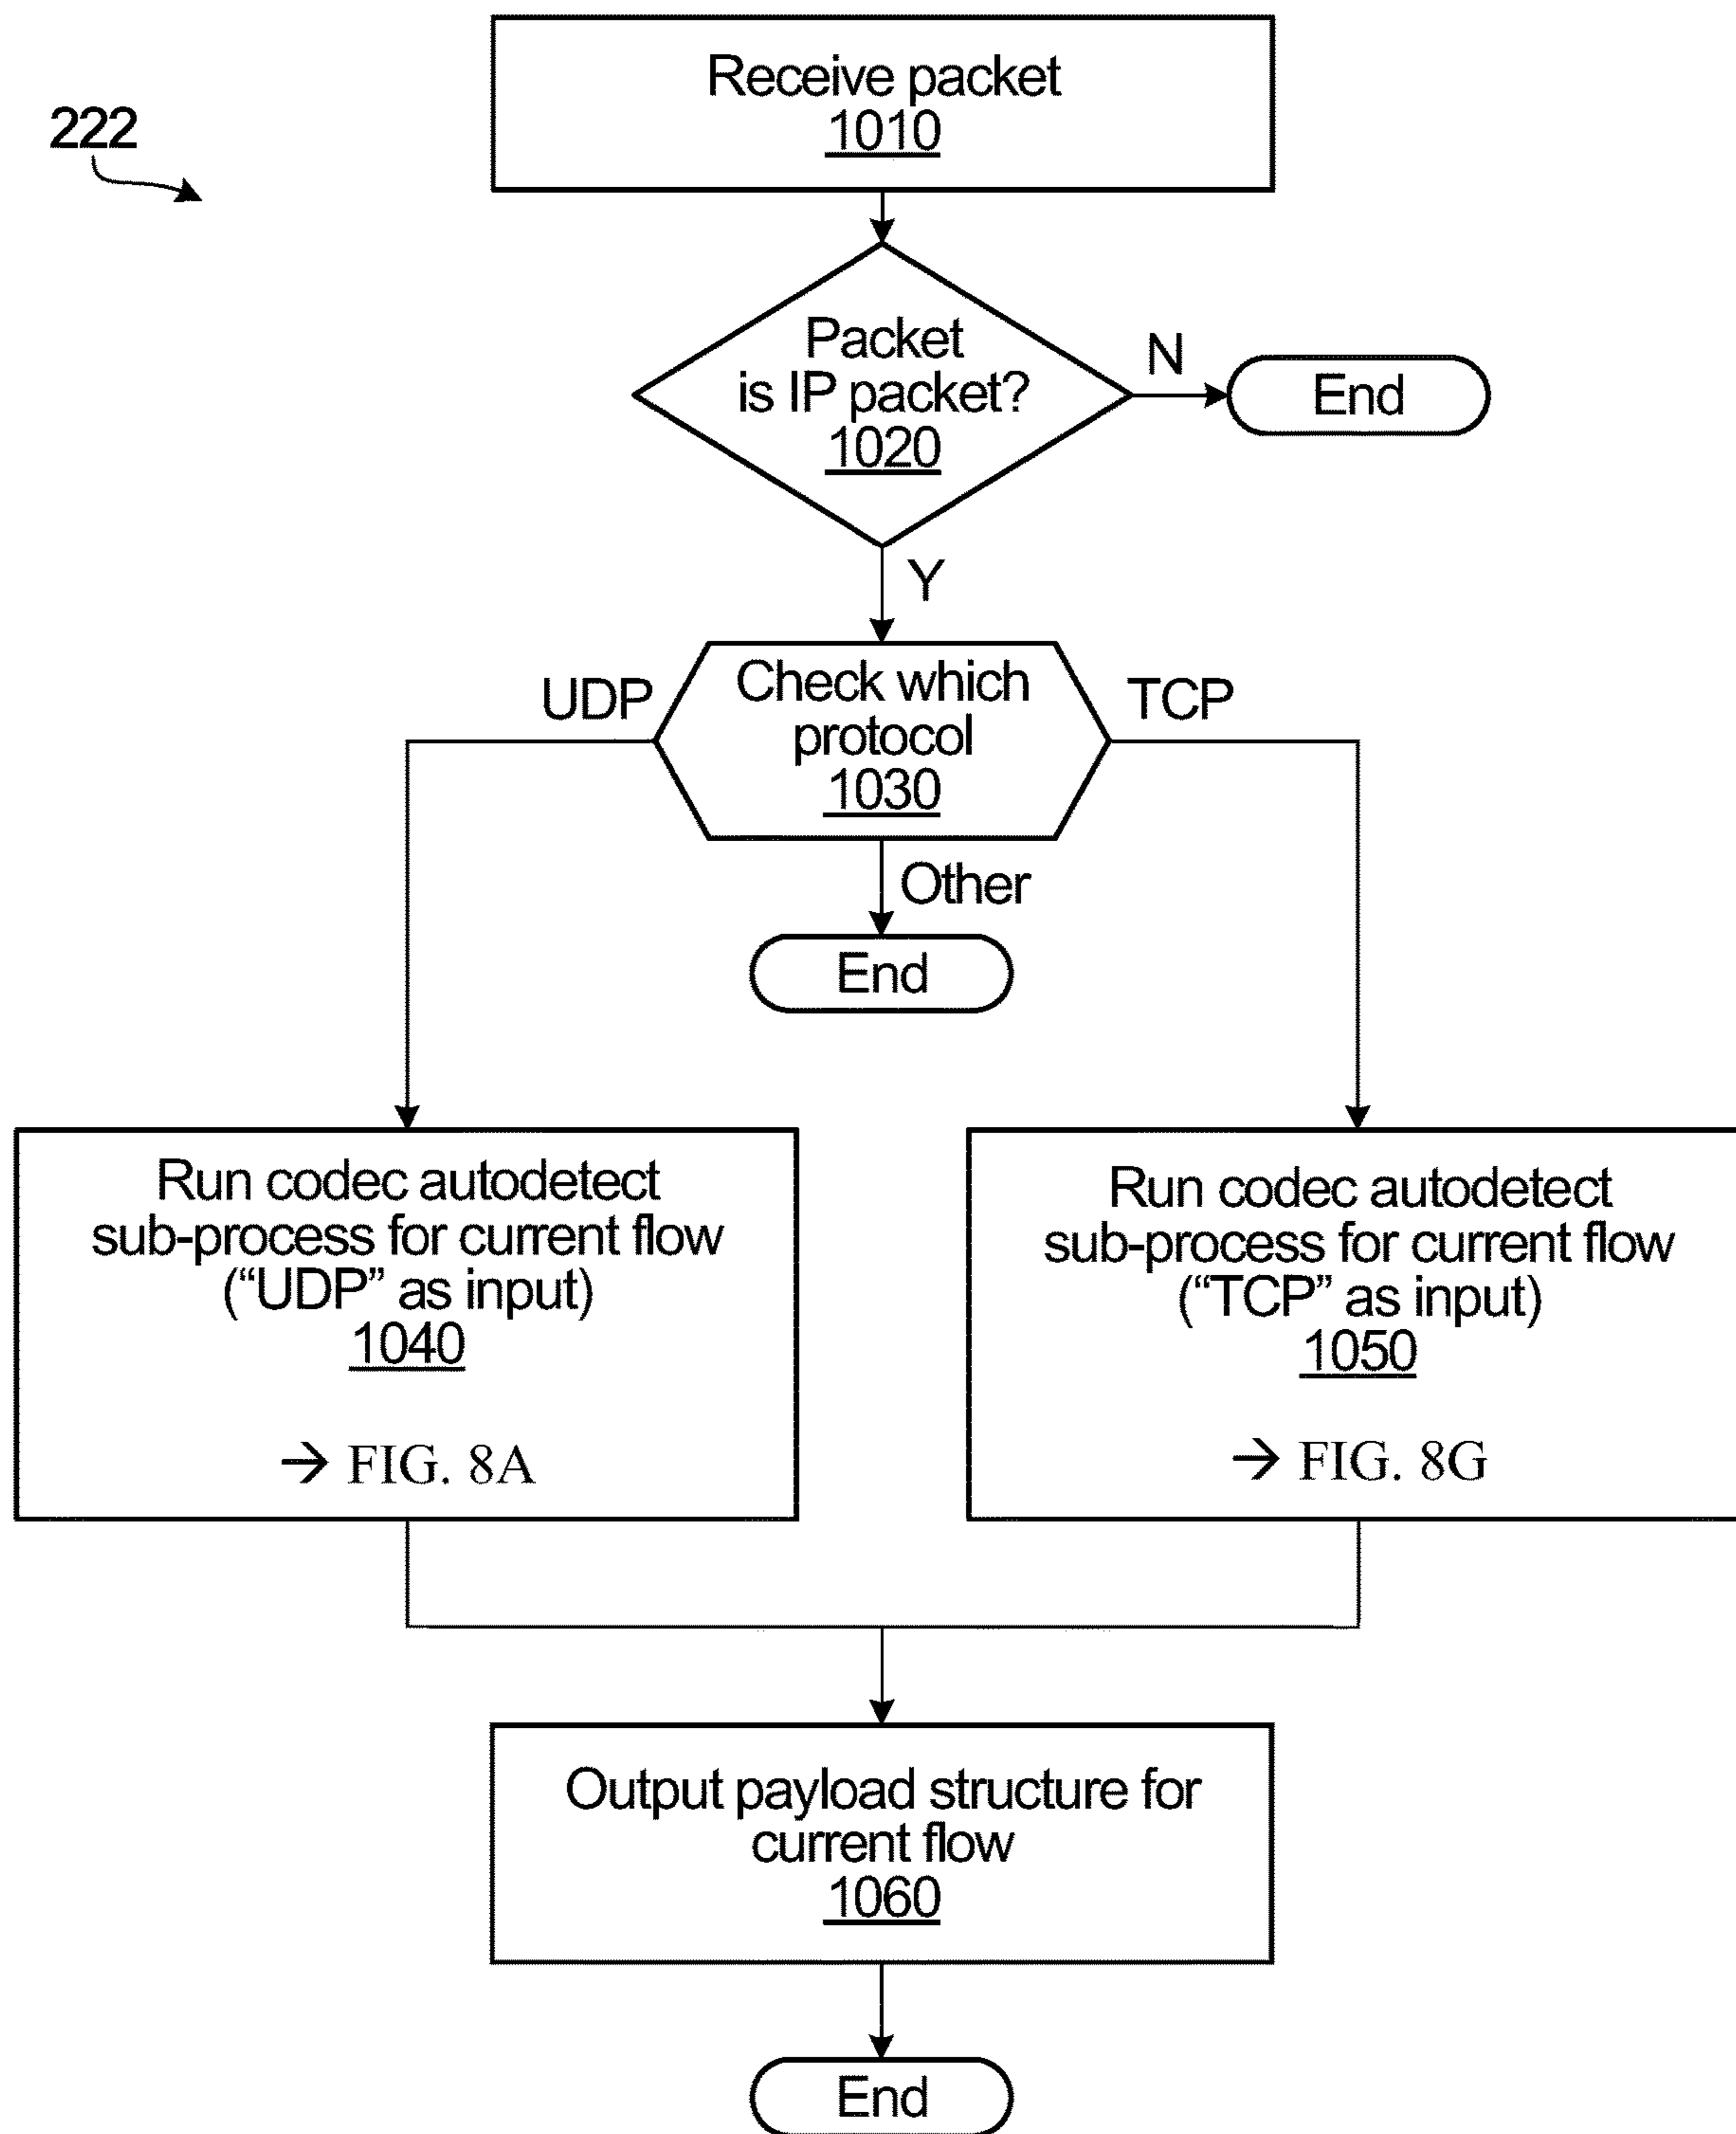 Receive packet
1010
222
Packet
is IP packet?
1020
N
End
Y
UDP
Check which
protocol
1030
TCP
Other
End
Run codec autodetect
sub-process for current flow
(“UDP” as input)
1040
→ FIG. 8A
Run codec autodetect
sub-process for current flow
(“TCP” as input)
1050
→ FIG. 8G
Output payload structure for
current flow
1060
End